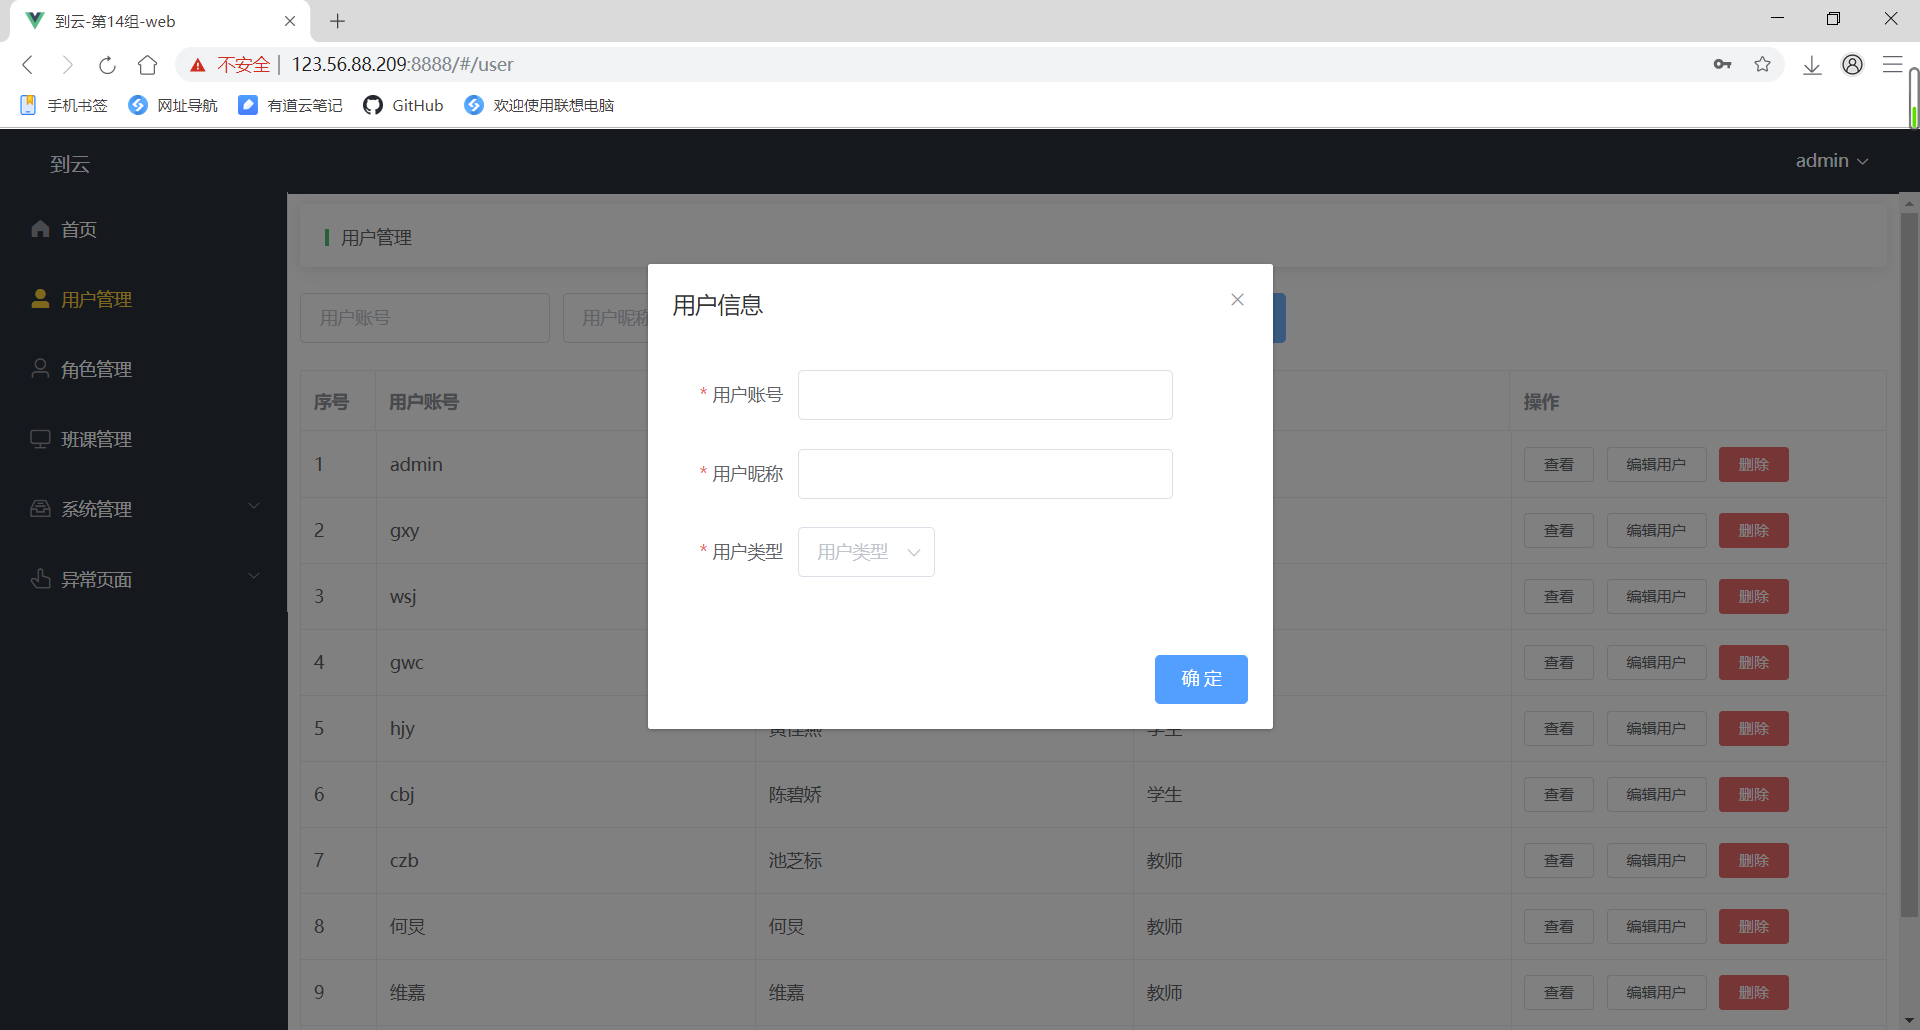 到云-第14组-web
不安全 | 123.56.88.209:8888/#/user
手机书签 网址导航 有道云笔记 GitHub 欢迎使用联想电脑
到云
admin
首页
用户管理
角色管理
班课管理
系统管理
异常页面
用户管理
用户账号 用户昵称
用户信息
* 用户账号
* 用户昵称
* 用户类型 用户类型
确 定
序号 用户账号 操作
1 admin 查看 编辑用户 删除
2 gxy 查看 编辑用户 删除
3 wsj 查看 编辑用户 删除
4 gwc 查看 编辑用户 删除
5 hjy 学生 查看 编辑用户 删除
6 cbj 陈碧娇 学生 查看 编辑用户 删除
7 czb 池芝标 教师 查看 编辑用户 删除
8 何炅 何炅 教师 查看 编辑用户 删除
9 维嘉 维嘉 教师 查看 编辑用户 删除